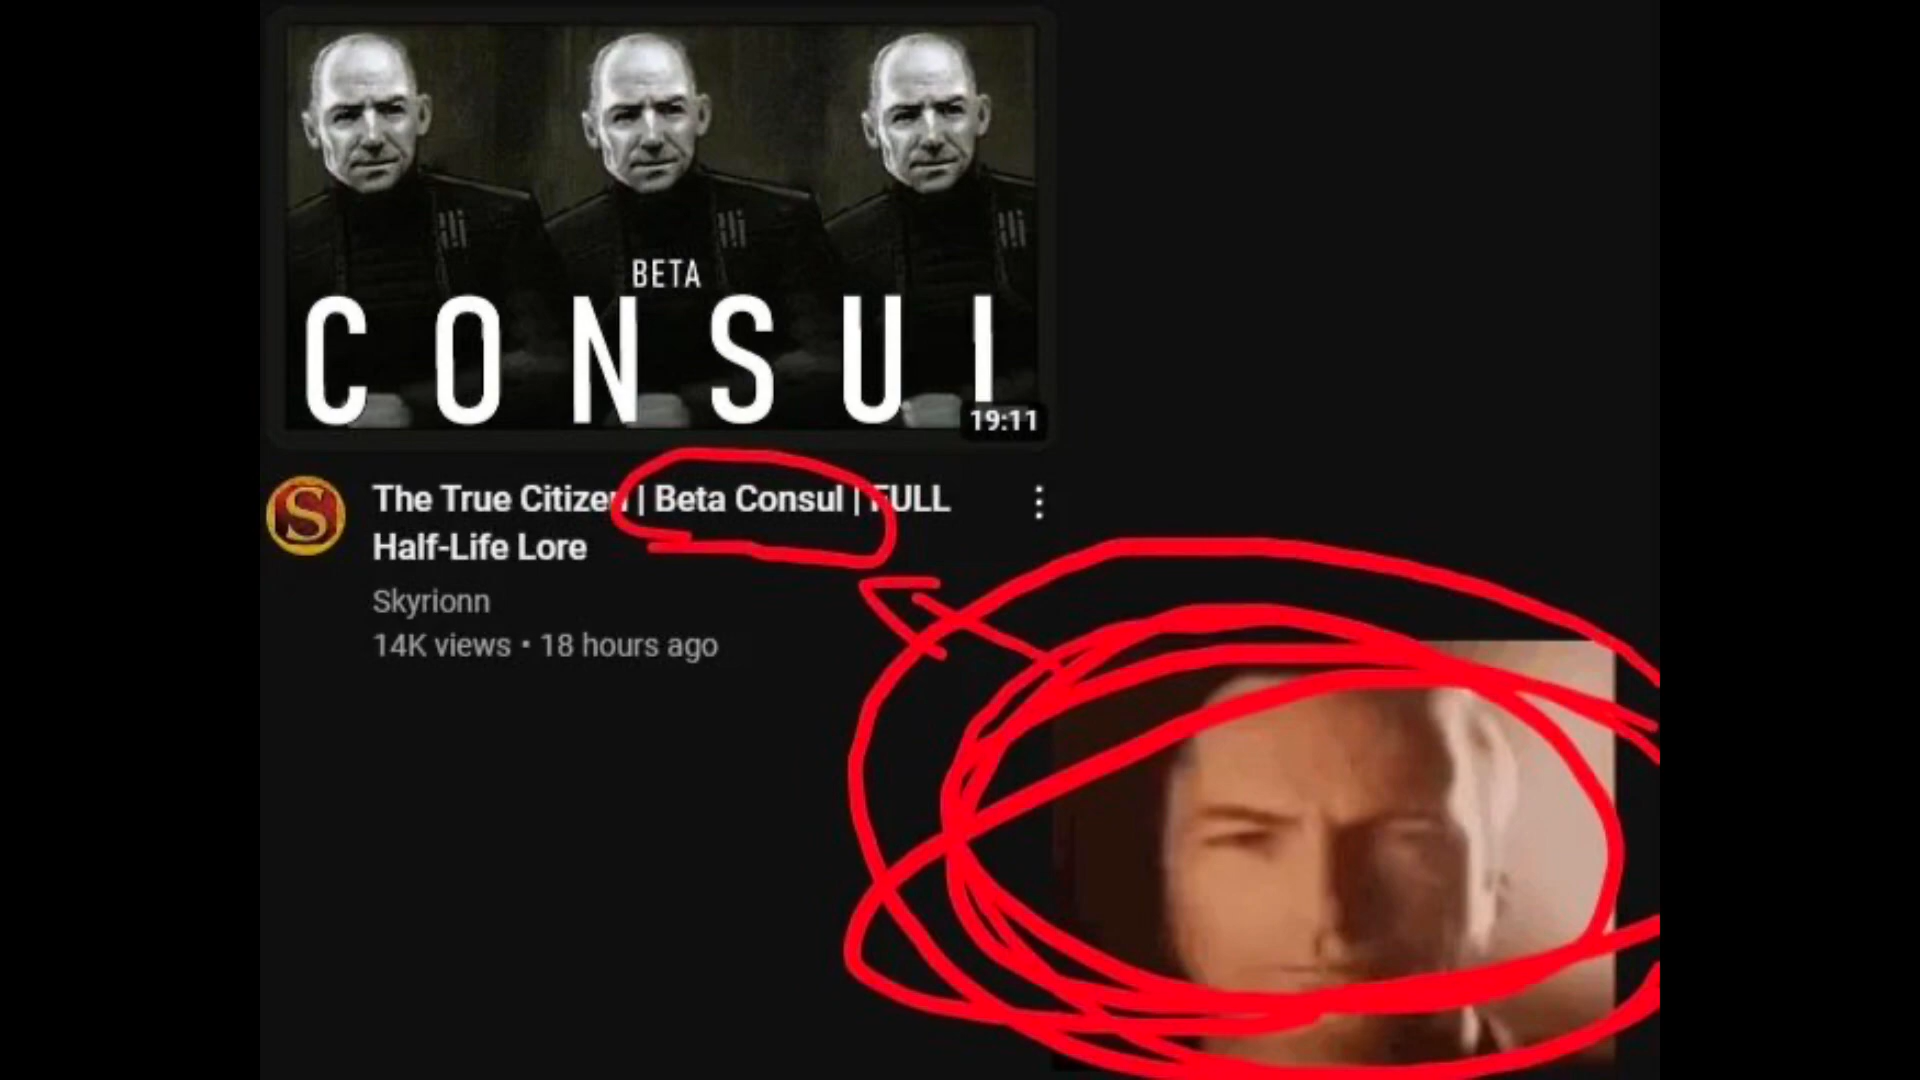 BETA
CONSUL
19:11
S
The True Citizen | Beta Consul | FULL
Half-Life Lore
Skyrionn
14K views • 18 hours ago